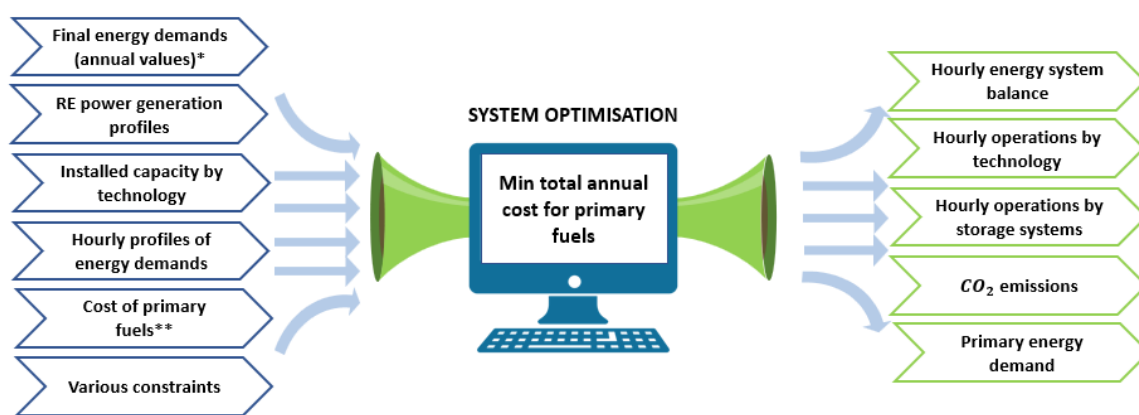 Final energy demands
(annual values)*
RE power generation
profiles
Installed capacity by
technology
Hourly profiles of
energy demands
Cost of primary
fuels**
Various constraints
SYSTEM OPTIMISATION
Min total annual
cost for primary
fuels
Hourly energy system
balance
Hourly operations by
technology
Hourly operations by
storage systems
CO₂ emissions
Primary energy
demand